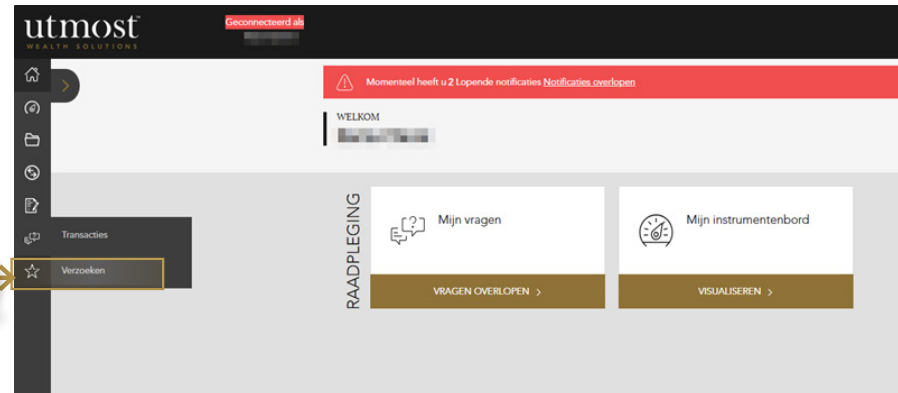 utmost
WEALTH SOLUTIONS
Geconnecteerd als
Momenteel heeft u 2 Lopende notificaties Notificaties overlopen
WELKOM
RAADPLEGING
Mijn vragen
VRAGEN OVERLOPEN >
Mijn instrumentenbord
VISUALISEREN >
Transacties
Verzoeken